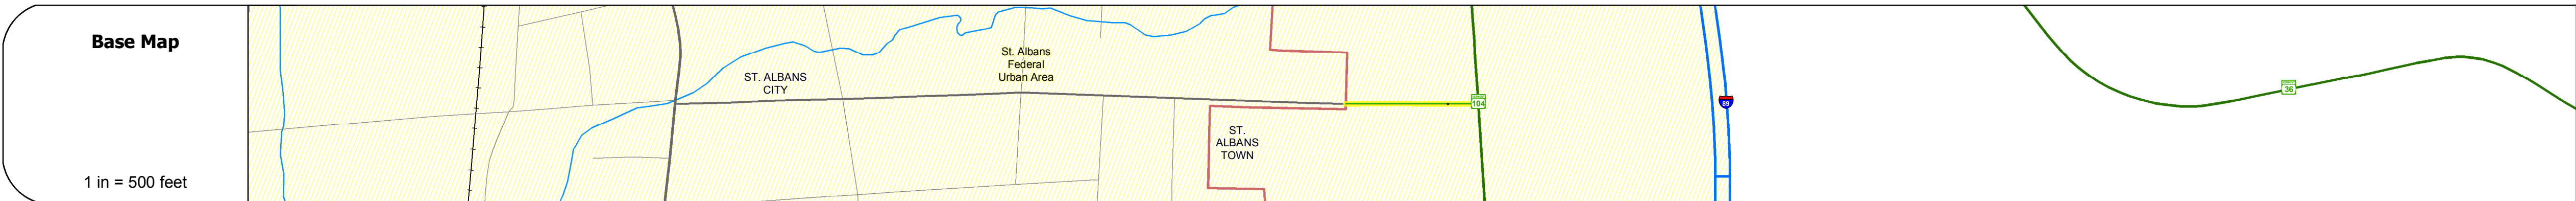 Base Map
1 in = 500 feet
ST. ALBANS
CITY
St. Albans
Federal
Urban Area
ST.
ALBANS
TOWN
104
89
36